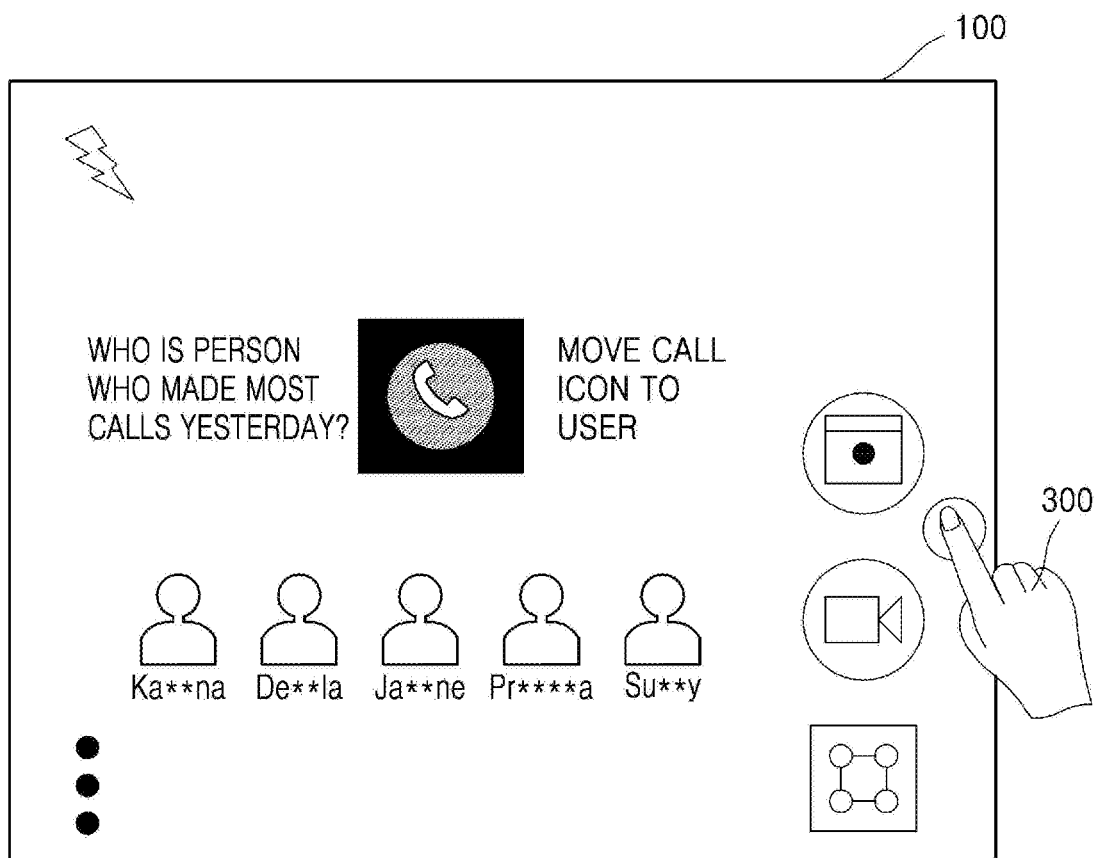 100
WHO IS PERSON
WHO MADE MOST
CALLS YESTERDAY?
MOVE CALL
ICON TO
USER
300
Ka**na De**la Ja**ne Pr****a Su**y